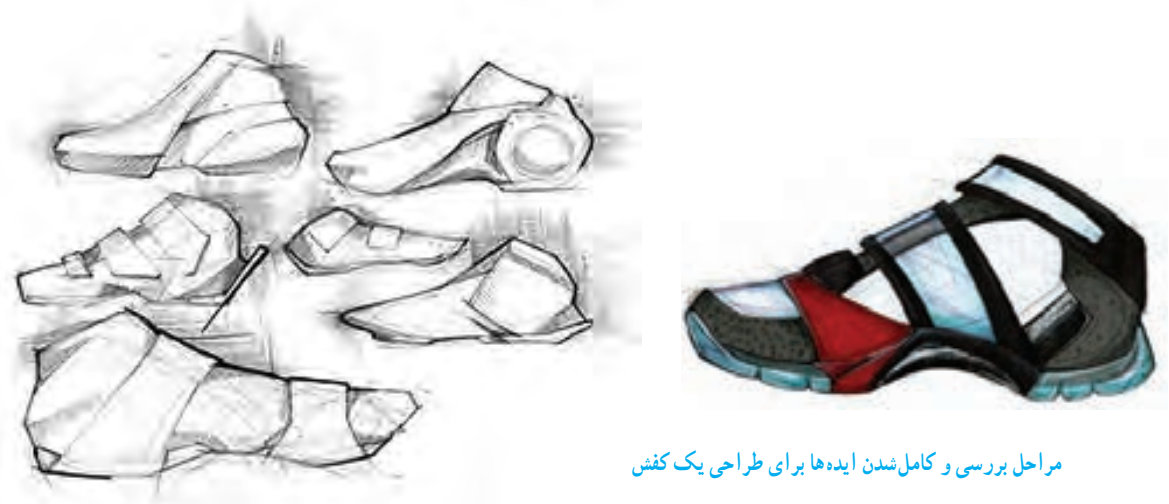 مراحل بررسی و کامل‌شدن ایده‌ها برای طراحی یک کفش